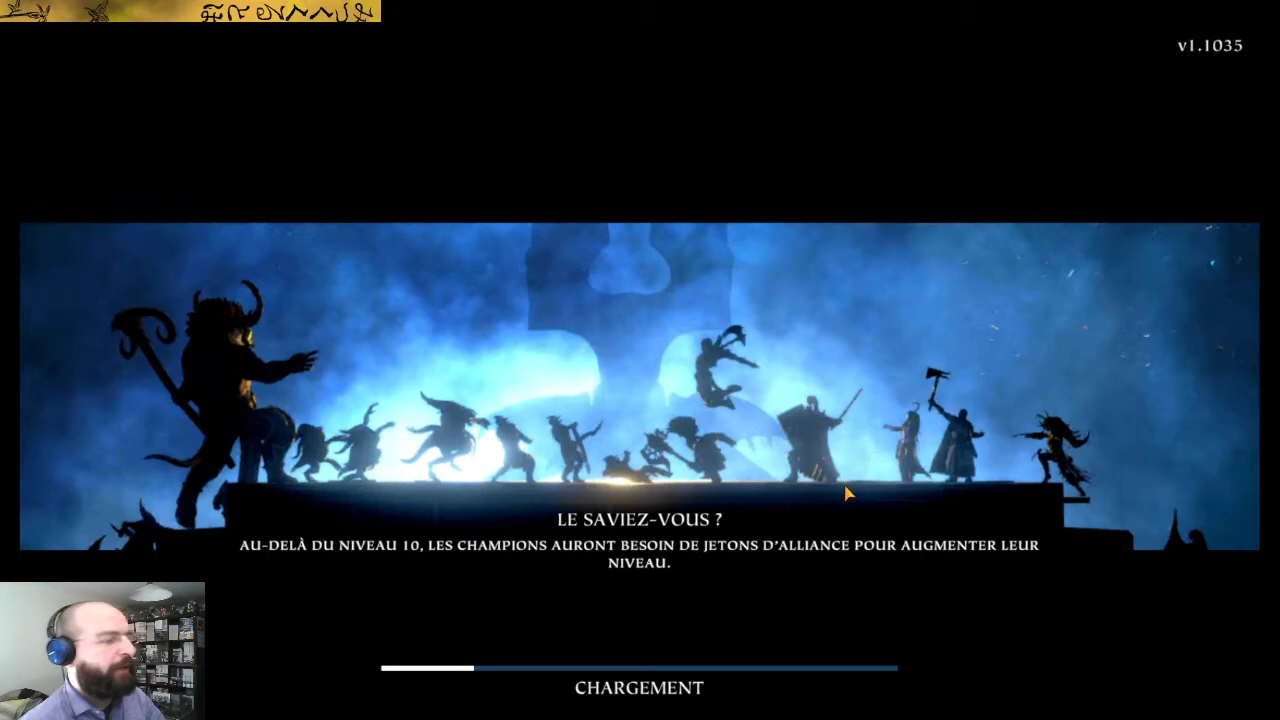 v1.1035
LE SAVIEZ-VOUS ?
AU-DELÀ DU NIVEAU 10, LES CHAMPIONS AURONT BESOIN DE JETONS D'ALLIANCE POUR AUGMENTER LEUR
NIVEAU.
CHARGEMENT